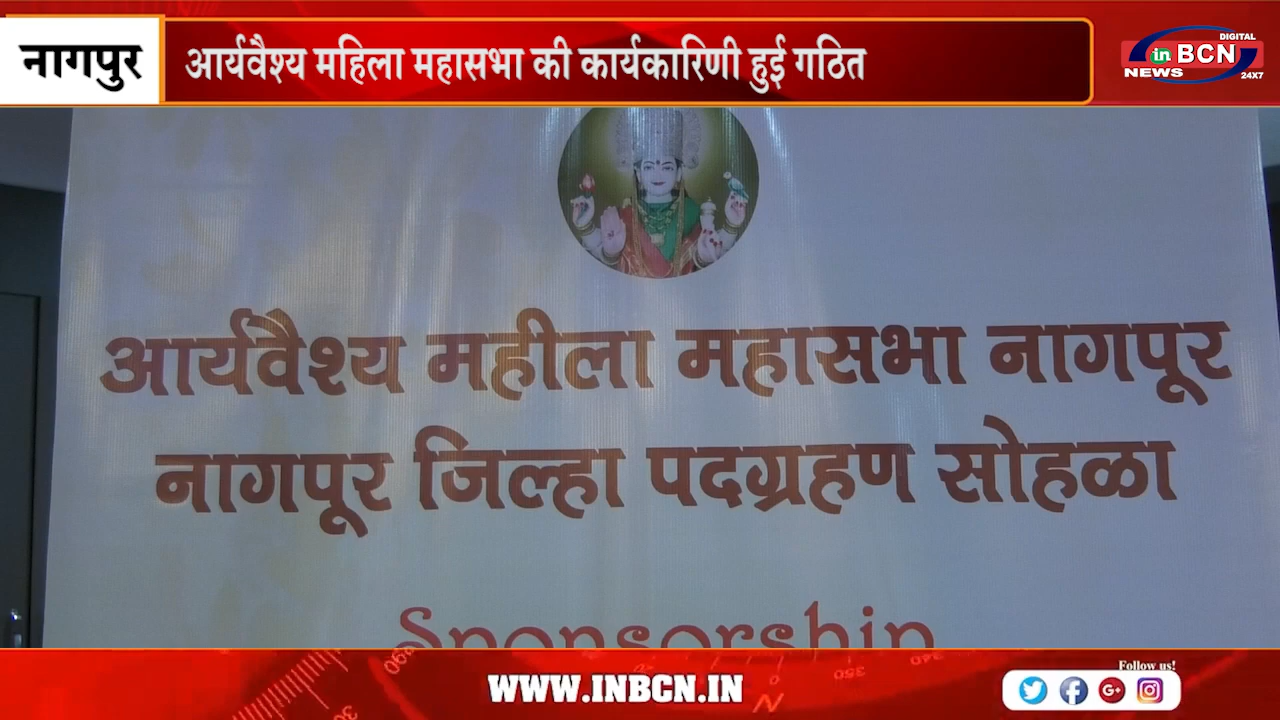 नागपुर
आर्यवैश्य महिला महासभा की कार्यकारिणी हुई गठित
DIGITAL
in BCN
NEWS 24X7
आर्यवैश्य महीला महासभा नागपूर
नागपूर जिल्हा पदग्रहण सोहळा
Sponsorship
WWW.INBCN.IN
Follow us!